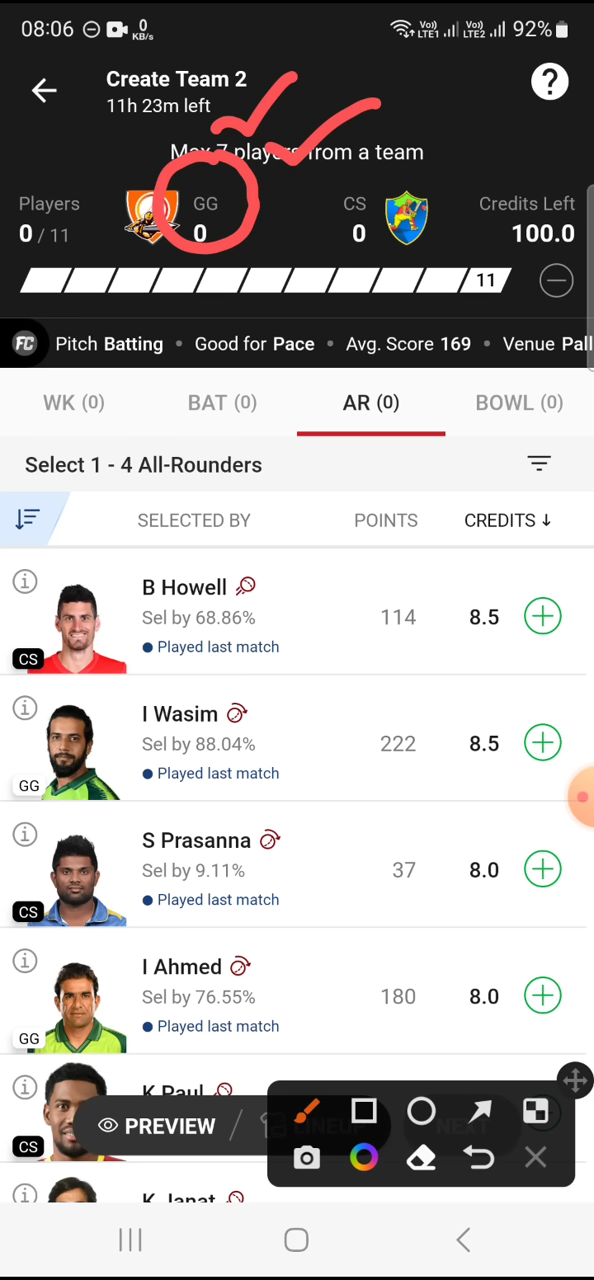 08:06 0 KB/s Vo)) LTE1 Vo)) LTE2 92%
Create Team 2
11h 23m left
?
Max 7 players from a team
Players GG CS Credits Left
0 / 11 0 0 100.0
11
FC Pitch Batting • Good for Pace • Avg. Score 169 • Venue Pall
WK (0) BAT (0) AR (0) BOWL (0)
Select 1 - 4 All-Rounders
SELECTED BY POINTS CREDITS ↓
B Howell
Sel by 68.86% 114 8.5
Played last match
CS
I Wasim
Sel by 88.04% 222 8.5
Played last match
GG
S Prasanna
Sel by 9.11% 37 8.0
Played last match
CS
I Ahmed
Sel by 76.55% 180 8.0
Played last match
GG
K Paul
PREVIEW / NEXT
CS
K Janat